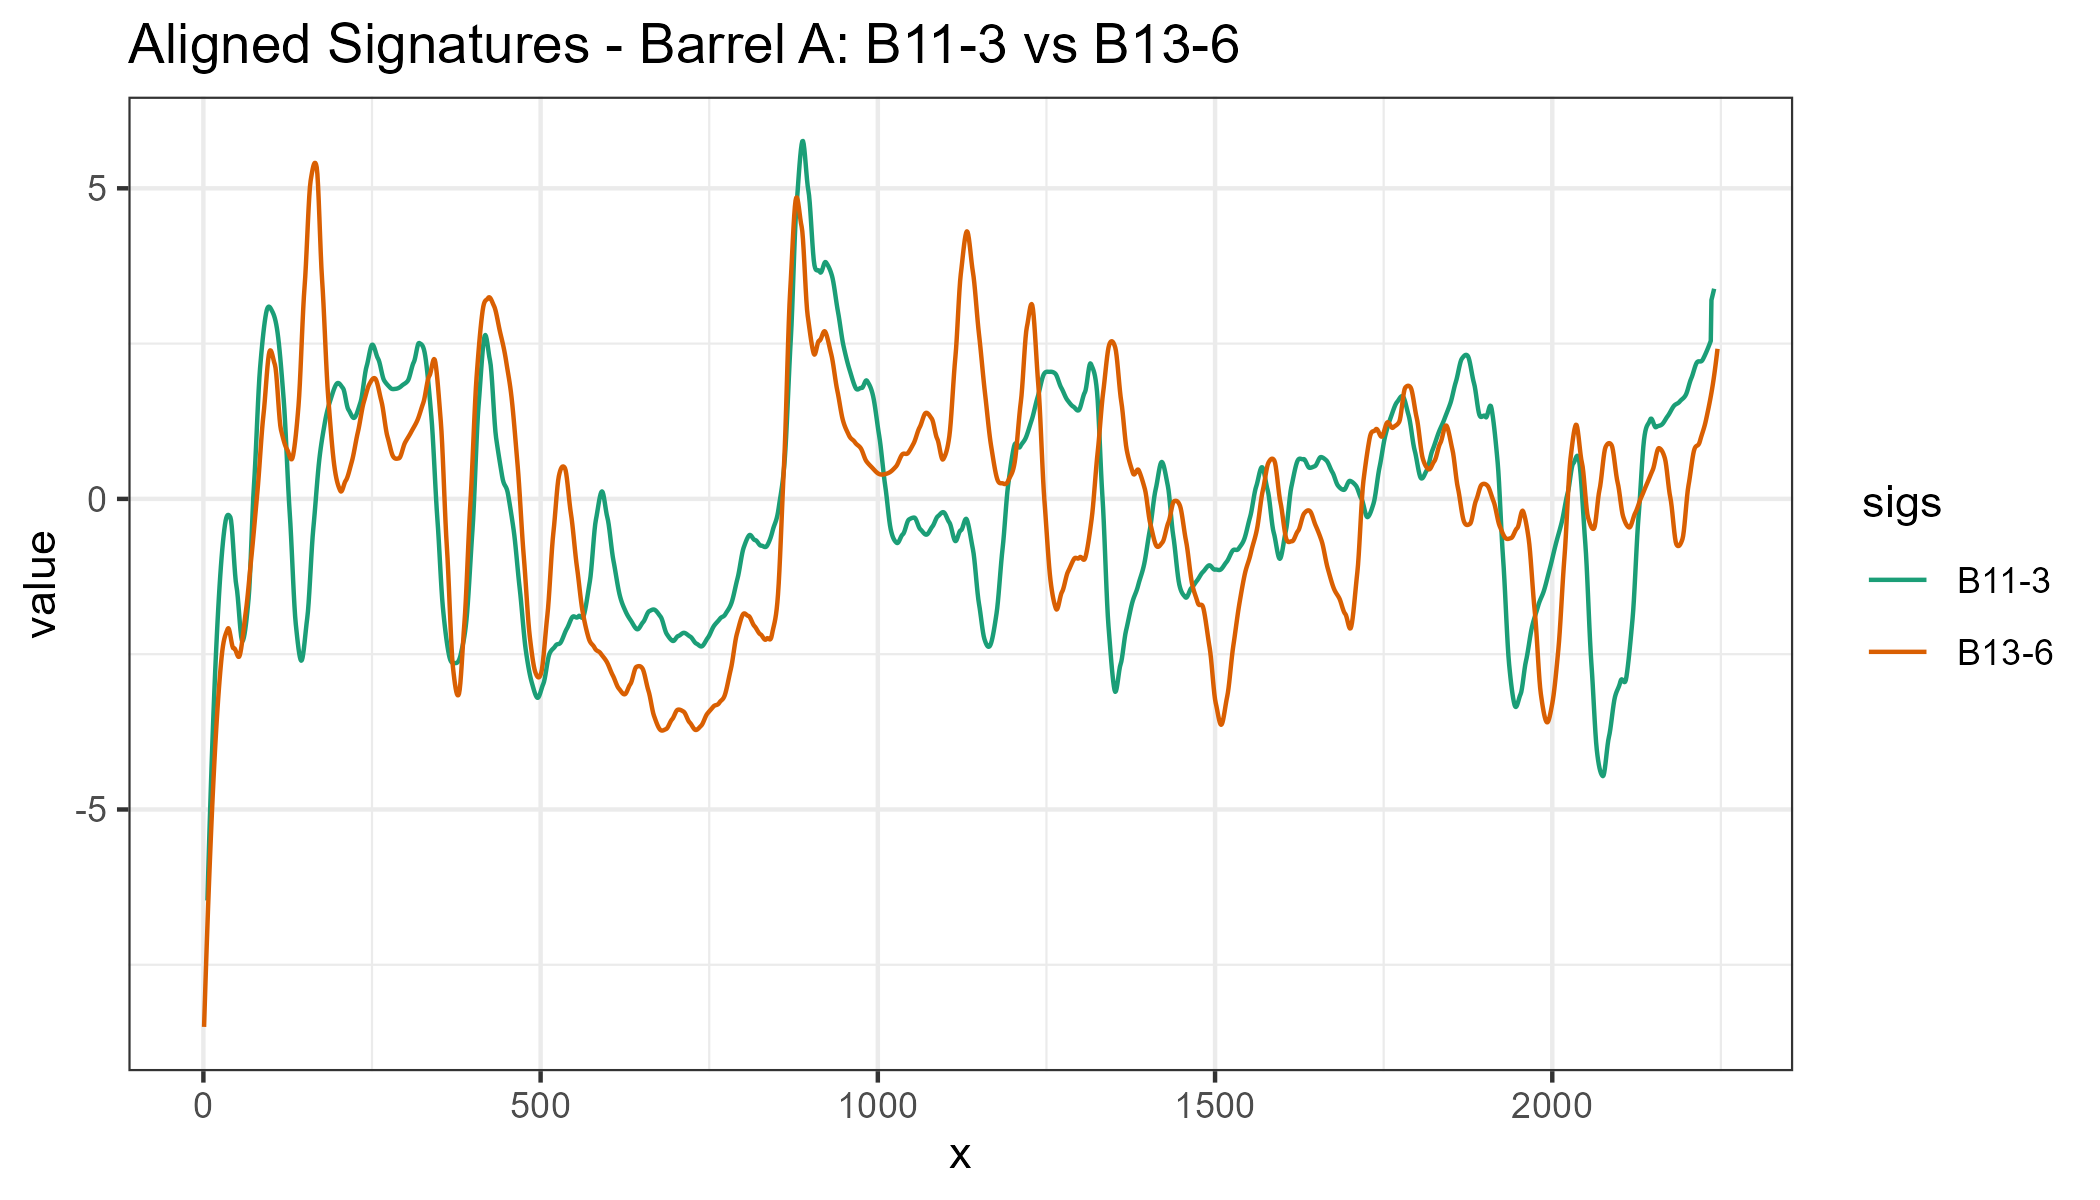 Aligned Signatures - Barrel A: B11-3 vs B13-6
value
5
0
-5
0 500 1000 1500 2000
x
sigs
B11-3
B13-6